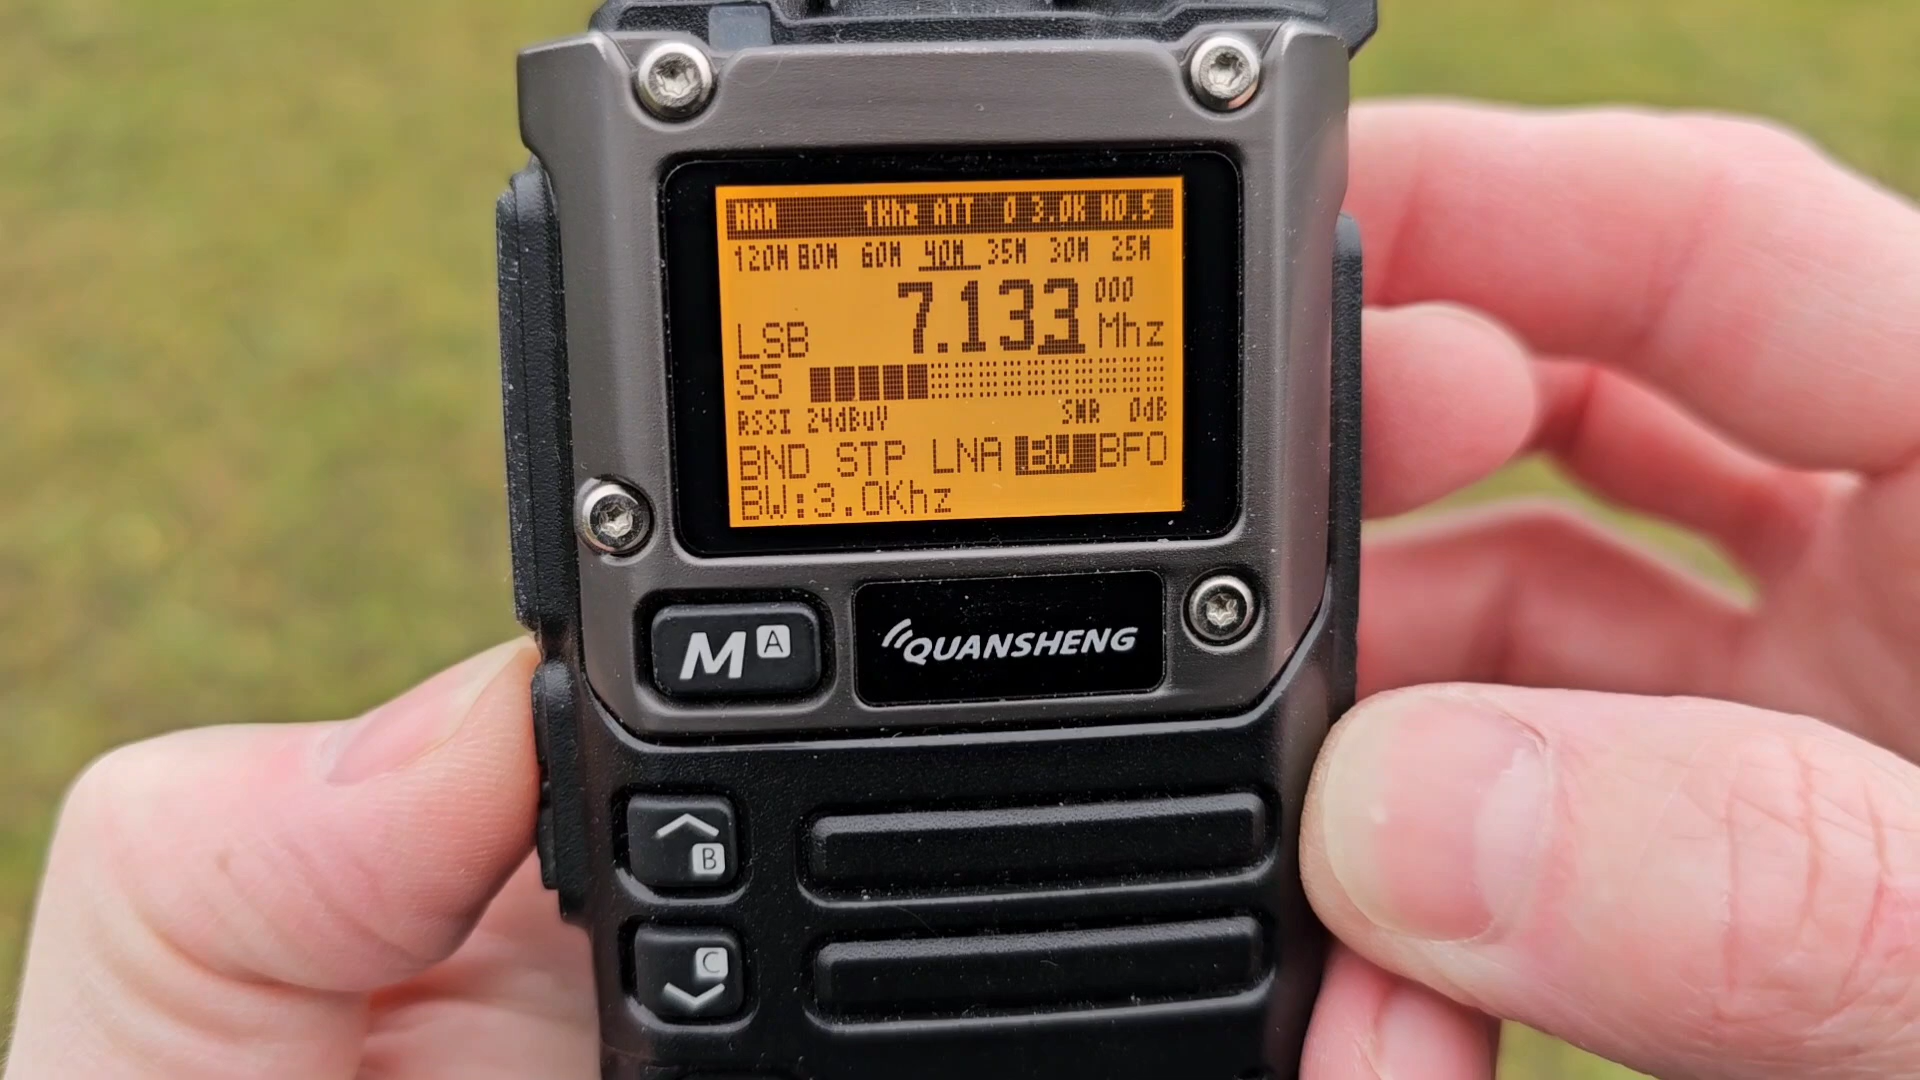 HAM 1Khz ATT 0 3.0K H0.5
120M 80M 60M 40M 35M 30M 25M
7.133 000
LSB Mhz
S5
RSSI 24dBuV SNR 0dB
BND STP LNA BW BFO
BW:3.0Khz
M A
QUANSHENG
B
C